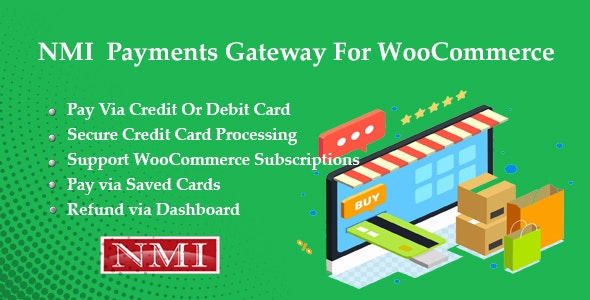 NMI Payments Gateway For WooCommerce
Pay Via Credit Or Debit Card
Secure Credit Card Processing
Support WooCommerce Subscriptions
Pay via Saved Cards
Refund via Dashboard
BUY
NMI